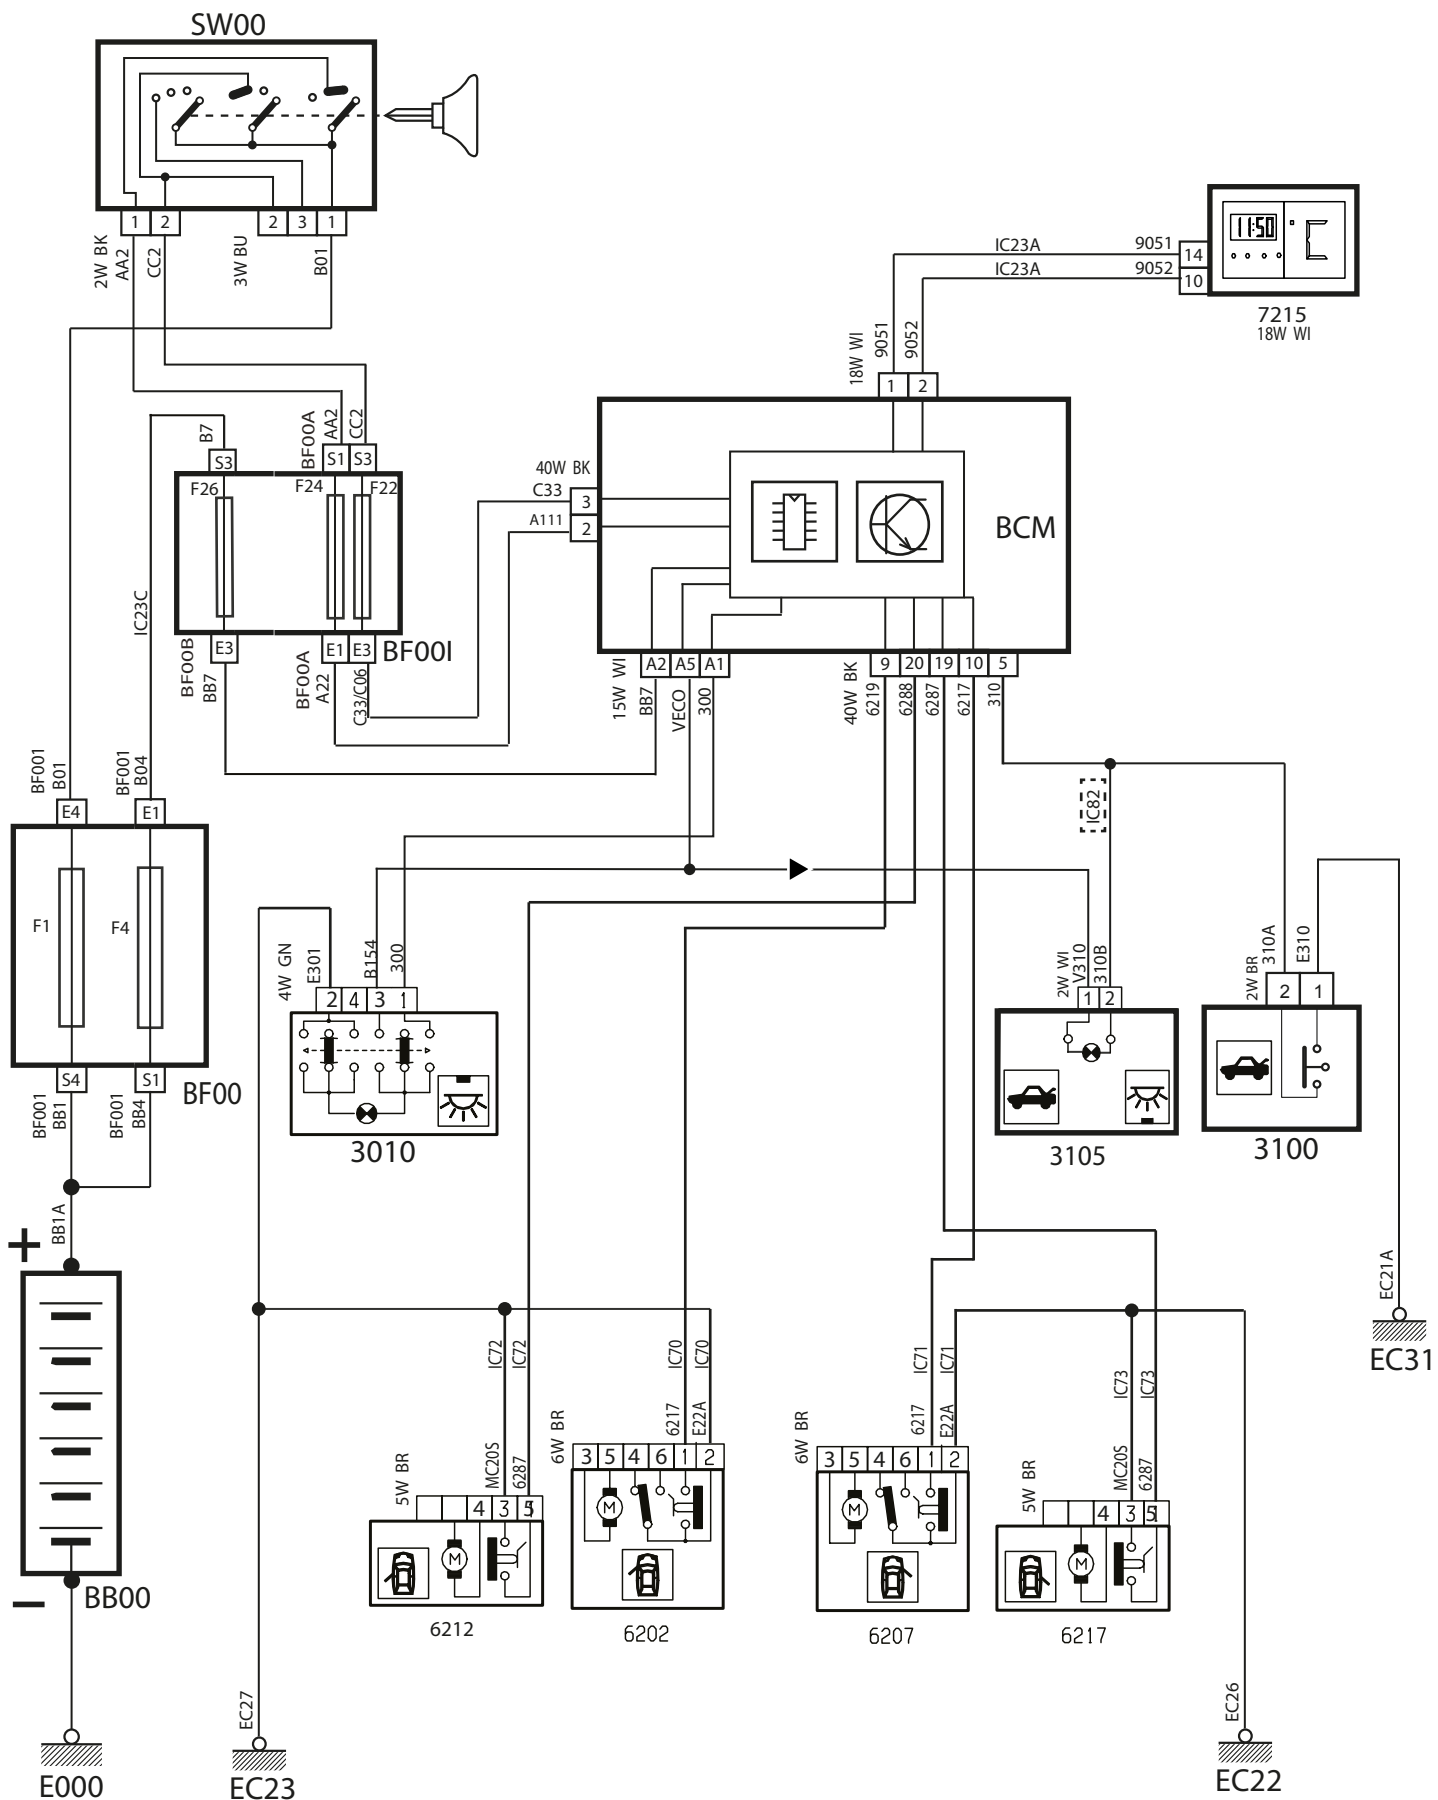 SW00
1 2 2 3 1
2W BK
AA2
CC2
3W BU
B01
11:50
IC23A 9051 14
IC23A 9052 10
7215
18W WI
18W WI
9051
9052
1 2
B7
BF00A
AA2
CC2
S3 S1 S3
F26 F24 F22
40W BK
C33 3
A111 2
BCM
IC23C
E3 E1 E3 BF00I
BF00B
BB7
BF00A
A22
C33/C06
A2 A5 A1 9 20 19 10 5
15W WI
BB7
VECO
300
40W BK
6219
6288
6287
6217
310
BF001
B01
BF001
B04
E4 E1
IC82
F1 F4
4W GN
E301
B154
300
2W WI
V310
310B
2W BR
310A
E310
2 4 3 1
1 2
2 1
S4 S1 BF00
BF001
BB1
BF001
BB4
3010
3105
3100
BB1A
+
EC21A
EC31
IC72
IC72
IC70
IC70
IC71
IC71
IC73
IC73
5W BR
MC20S
6287
6W BR
6217
E22A
6W BR
6217
E22A
5W BR
MC20S
6287
3 5 4 6 1 2
3 5 4 6 1 2
4 3 5
4 3 5
M
M
M
M
BB00
–
6212
6202
6207
6217
EC27
EC26
E000
EC23
EC22